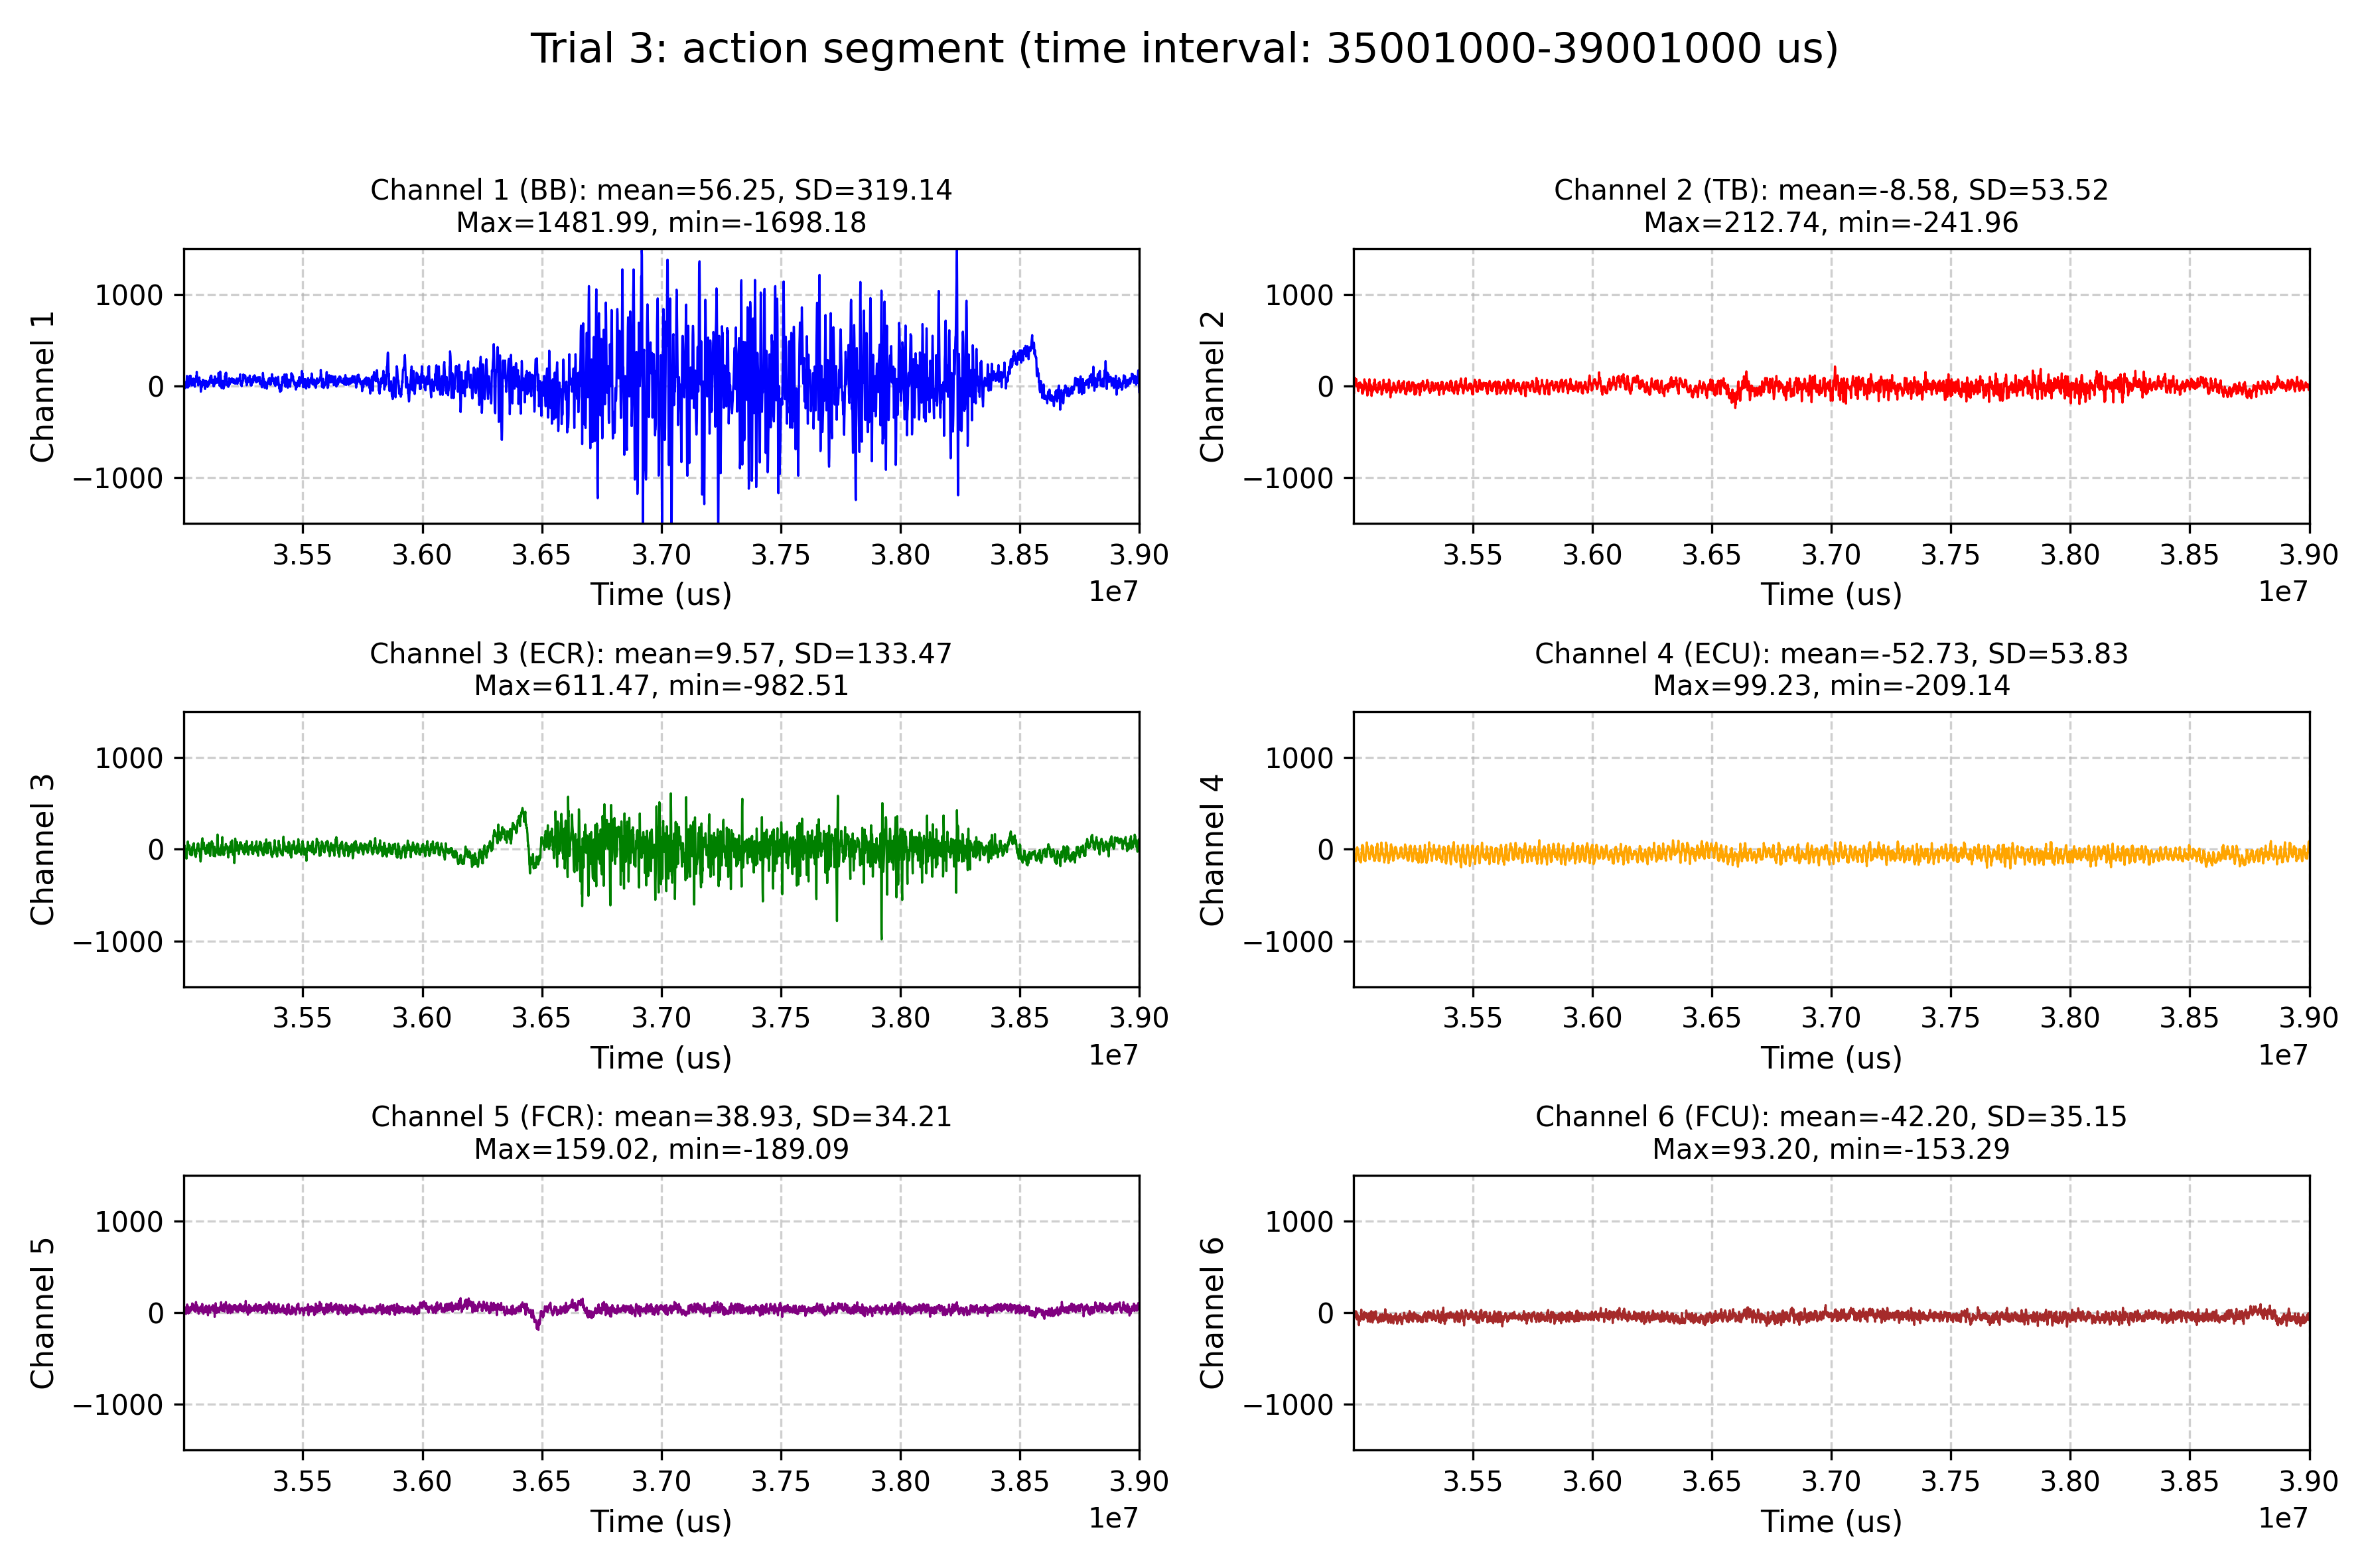 Trial 3: action segment (time interval: 35001000-39001000 us)
Channel 1 (BB): mean=56.25, SD=319.14
Max=1481.99, min=-1698.18
Channel 1
1000
0
−1000
3.55 3.60 3.65 3.70 3.75 3.80 3.85 3.90
Time (us)
1e7
Channel 2 (TB): mean=-8.58, SD=53.52
Max=212.74, min=-241.96
Channel 2
1000
0
−1000
3.55 3.60 3.65 3.70 3.75 3.80 3.85 3.90
Time (us)
1e7
Channel 3 (ECR): mean=9.57, SD=133.47
Max=611.47, min=-982.51
Channel 3
1000
0
−1000
3.55 3.60 3.65 3.70 3.75 3.80 3.85 3.90
Time (us)
1e7
Channel 4 (ECU): mean=-52.73, SD=53.83
Max=99.23, min=-209.14
Channel 4
1000
0
−1000
3.55 3.60 3.65 3.70 3.75 3.80 3.85 3.90
Time (us)
1e7
Channel 5 (FCR): mean=38.93, SD=34.21
Max=159.02, min=-189.09
Channel 5
1000
0
−1000
3.55 3.60 3.65 3.70 3.75 3.80 3.85 3.90
Time (us)
1e7
Channel 6 (FCU): mean=-42.20, SD=35.15
Max=93.20, min=-153.29
Channel 6
1000
0
−1000
3.55 3.60 3.65 3.70 3.75 3.80 3.85 3.90
Time (us)
1e7